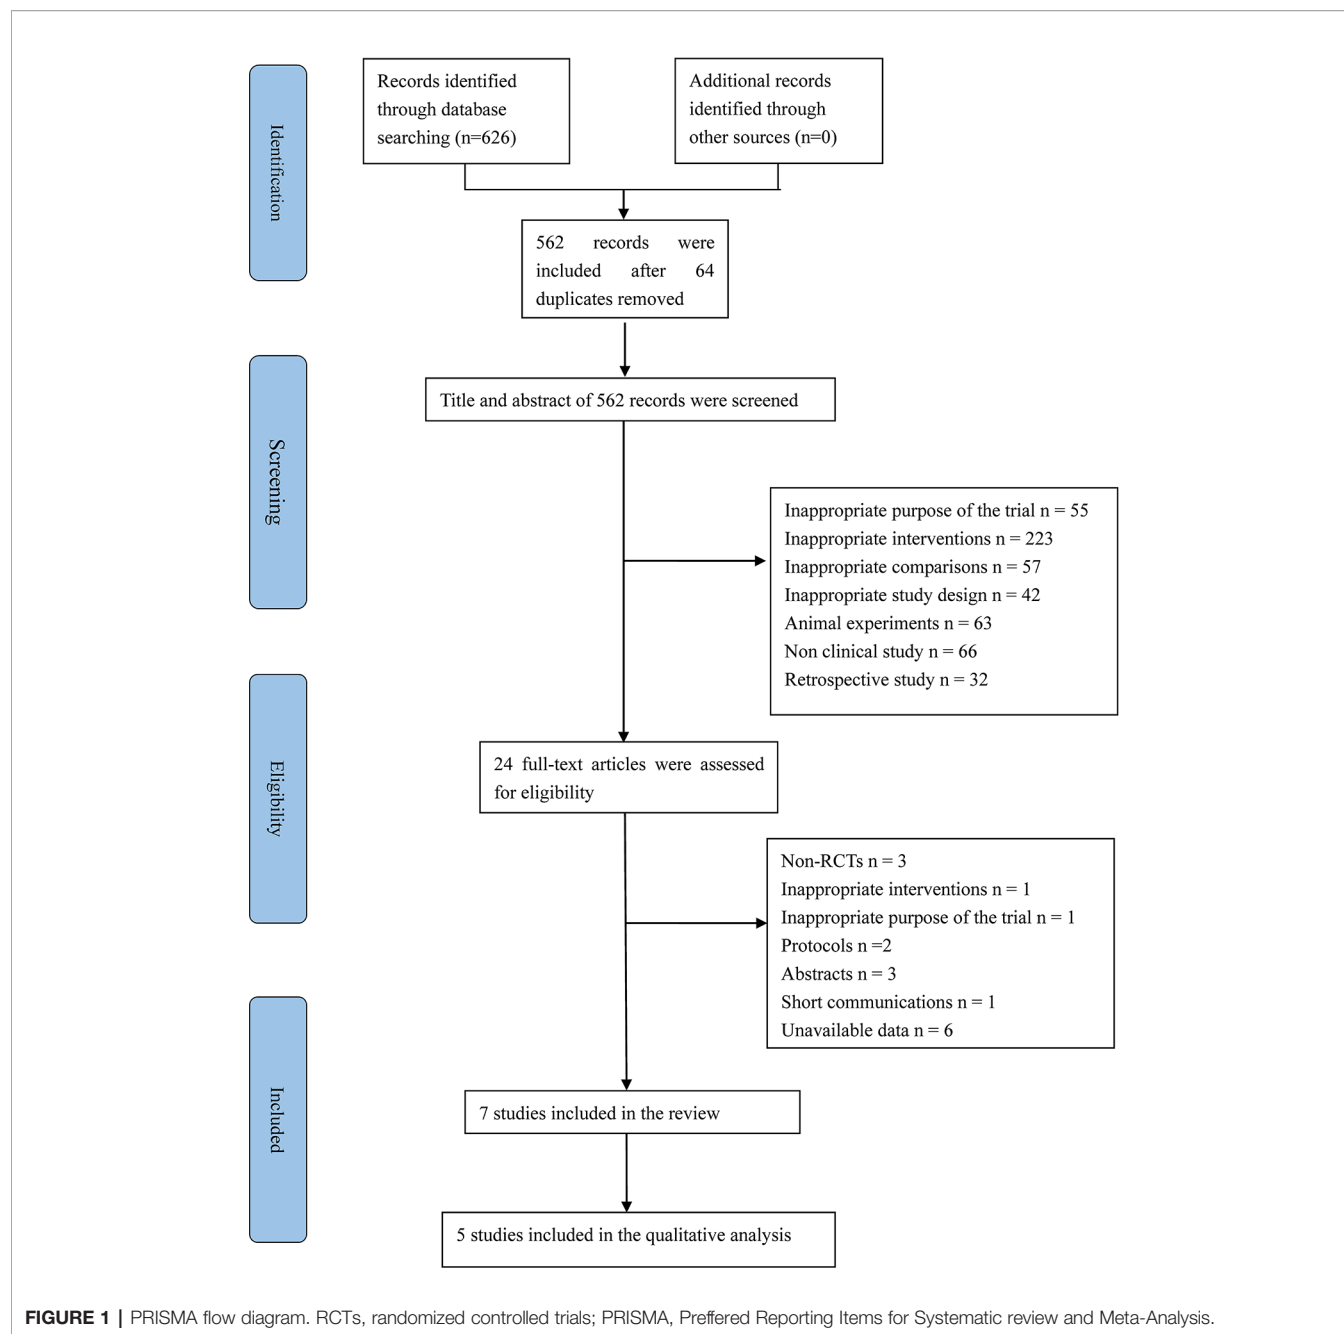 Identification
Records identified
through database
searching (n=626)
Additional records
identified through
other sources (n=0)
562 records were
included after 64
duplicates removed
Screening
Title and abstract of 562 records were screened
Inappropriate purpose of the trial n = 55
Inappropriate interventions n = 223
Inappropriate comparisons n = 57
Inappropriate study design n = 42
Animal experiments n = 63
Non clinical study n = 66
Retrospective study n = 32
Eligibility
24 full-text articles were assessed
for eligibility
Non-RCTs n = 3
Inappropriate interventions n = 1
Inappropriate purpose of the trial n = 1
Protocols n =2
Abstracts n = 3
Short communications n = 1
Unavailable data n = 6
Included
7 studies included in the review
5 studies included in the qualitative analysis
FIGURE 1 | PRISMA flow diagram. RCTs, randomized controlled trials; PRISMA, Preffered Reporting Items for Systematic review and Meta-Analysis.